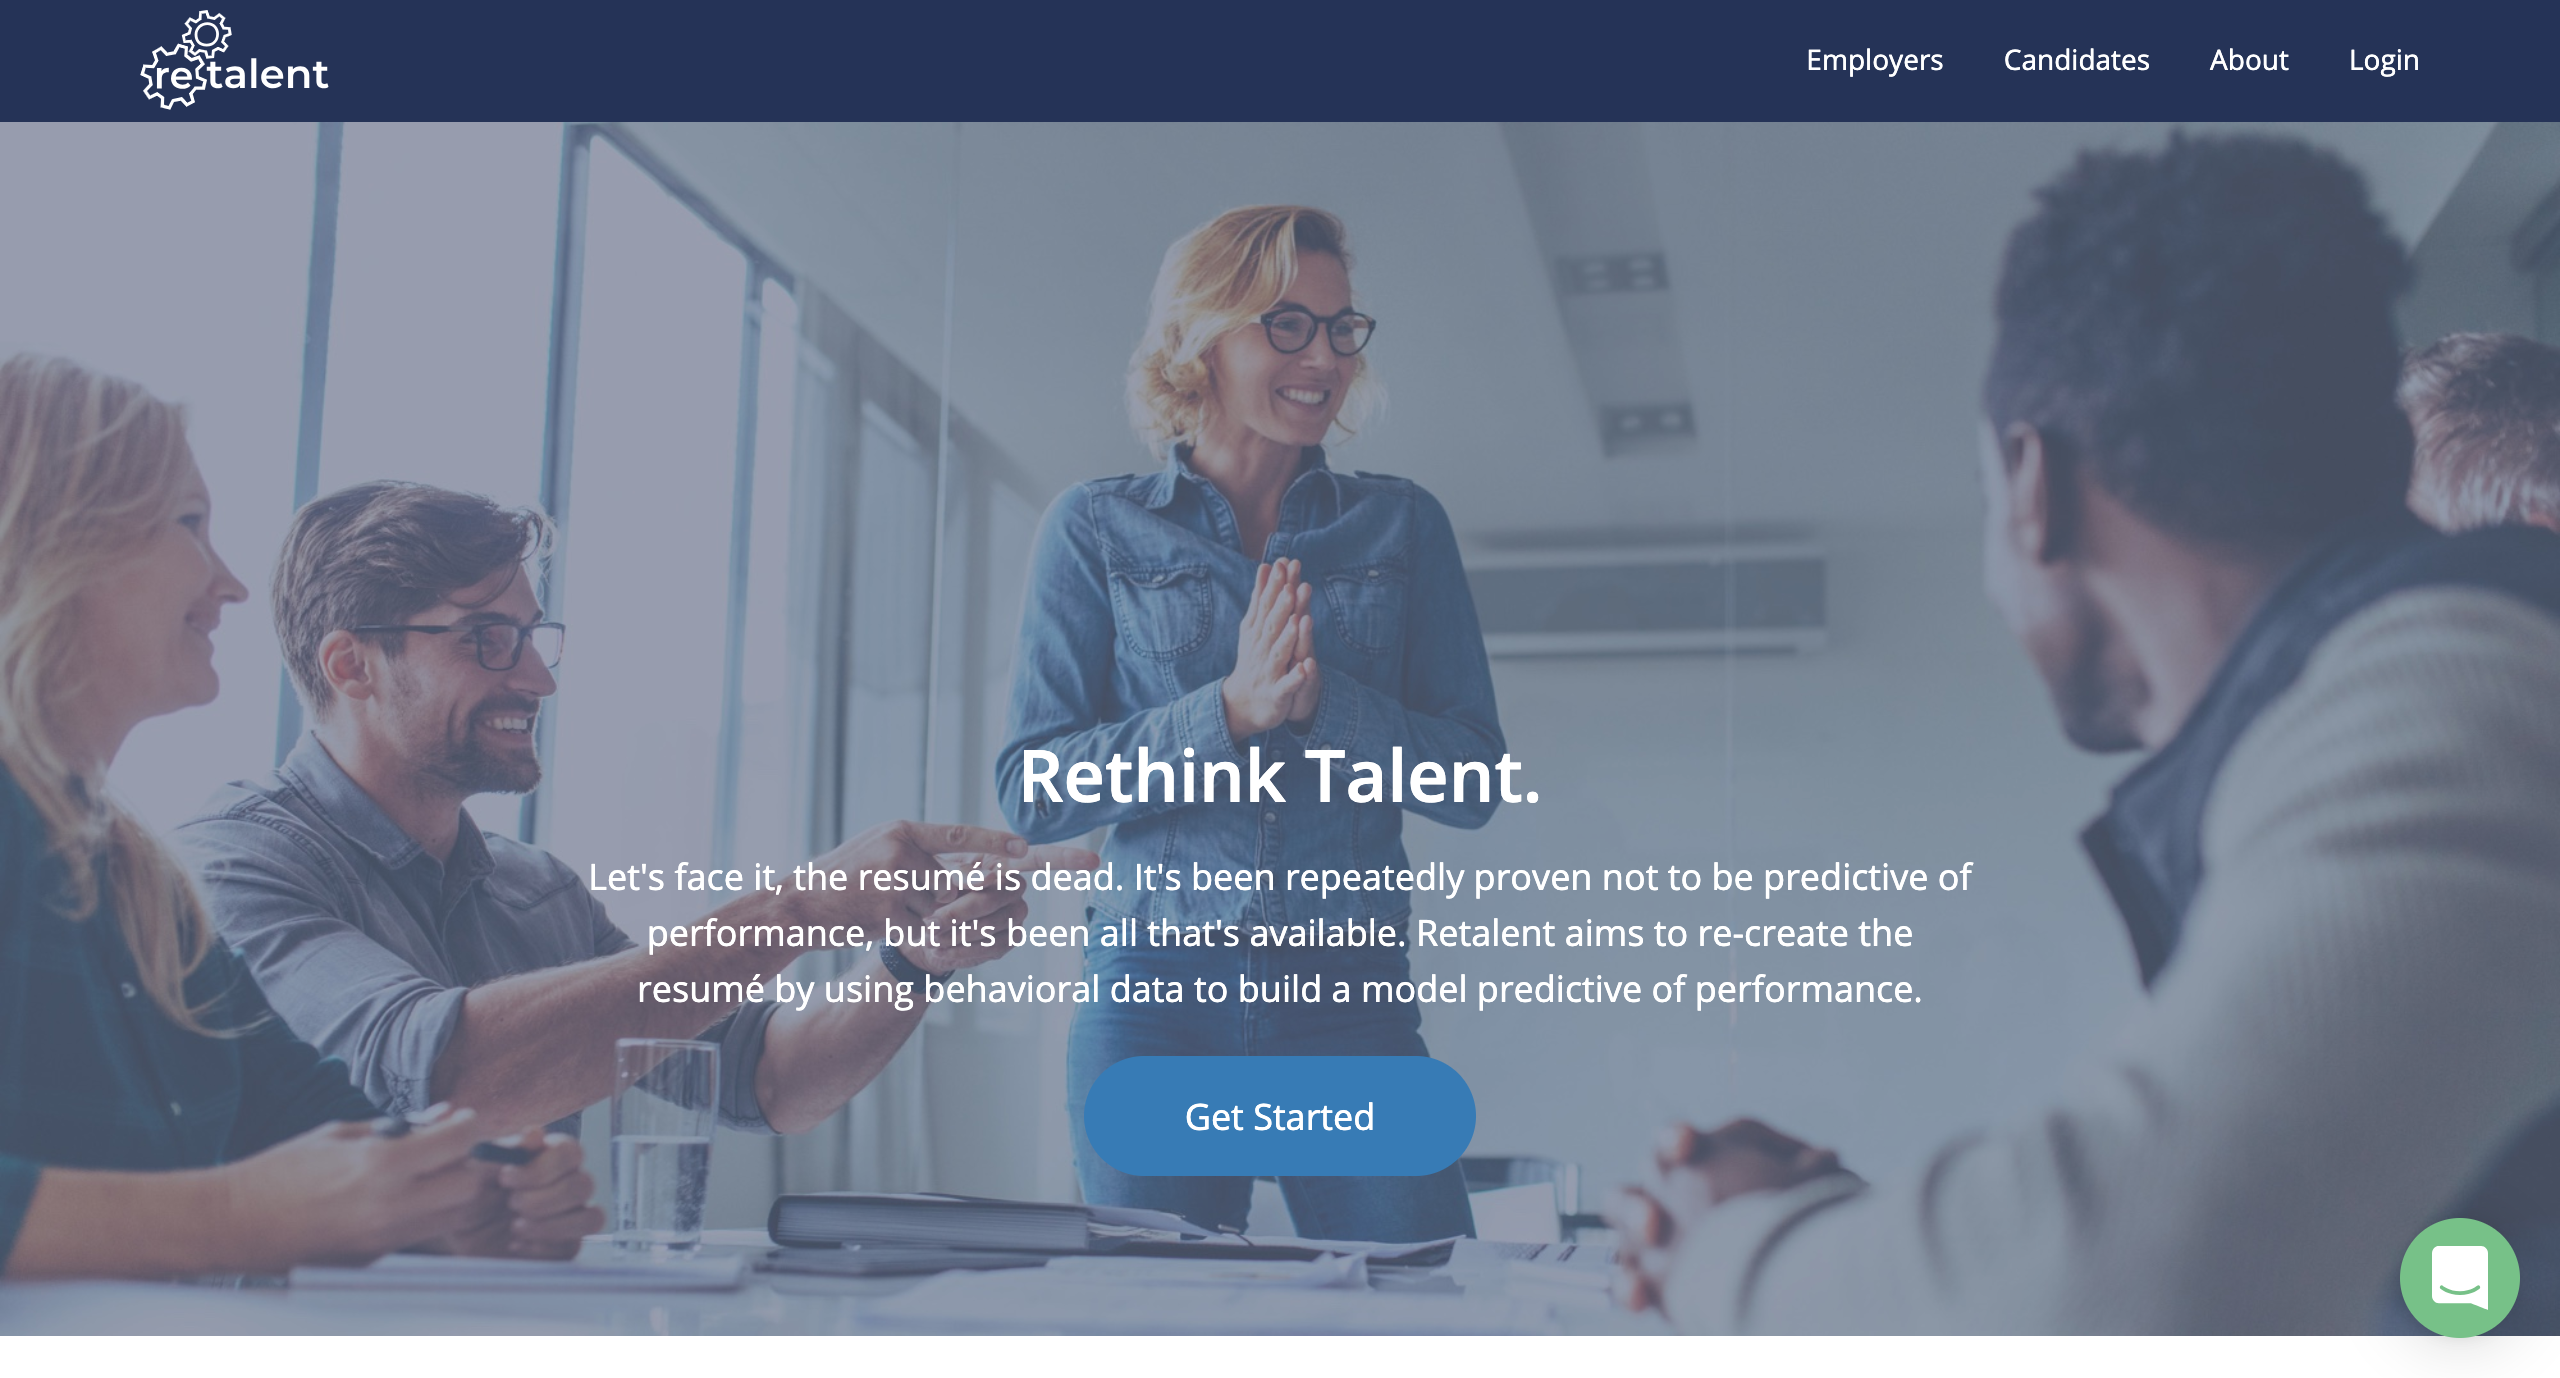 retalent
Employers Candidates About Login
Rethink Talent.
Let's face it, the resumé is dead. It's been repeatedly proven not to be predictive of
performance, but it's been all that's available. Retalent aims to re-create the
resumé by using behavioral data to build a model predictive of performance.
Get Started